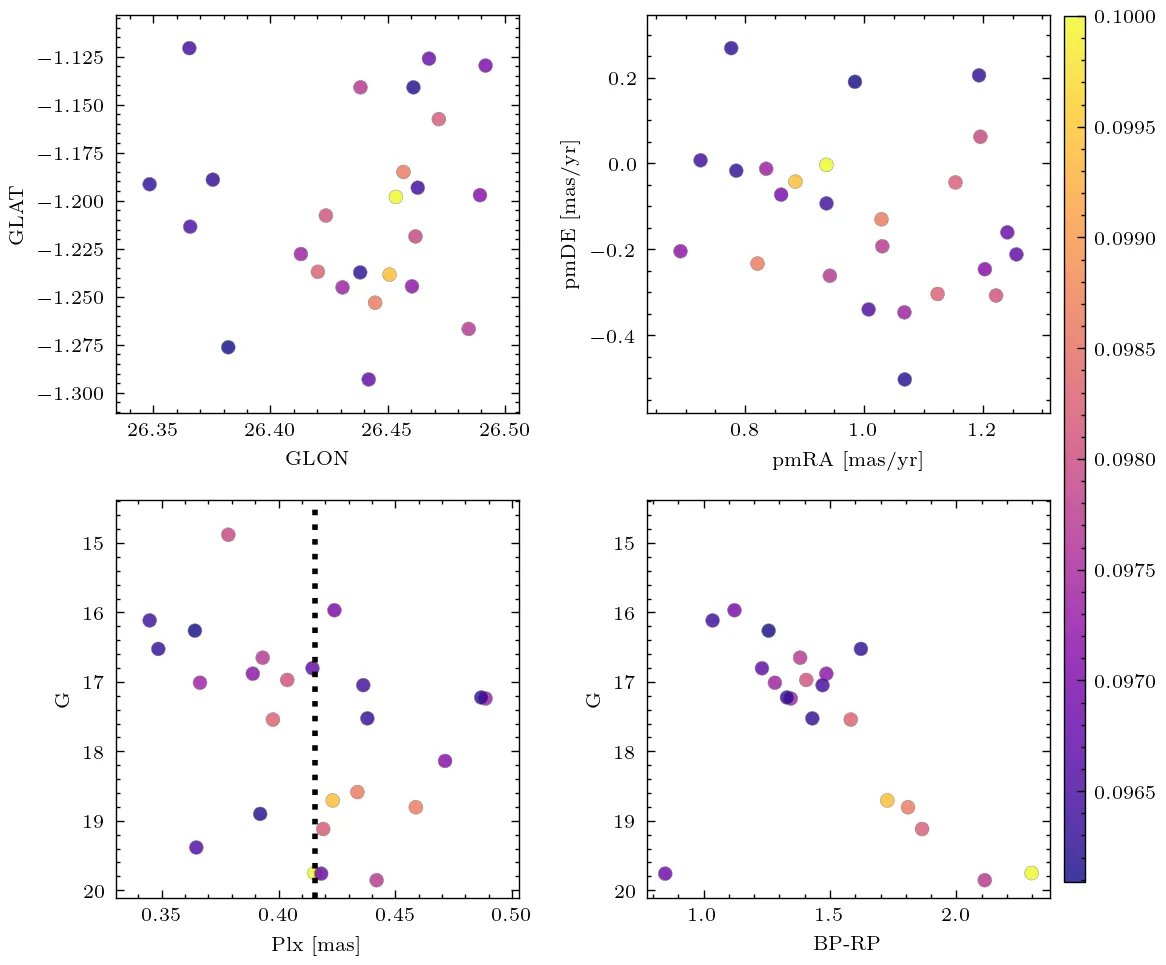 −1.125
−1.150
−1.175
−1.200
−1.225
−1.250
−1.275
−1.300
GLAT
26.35 26.40 26.45 26.50
GLON
0.2
0.0
−0.2
−0.4
pmDE [mas/yr]
0.8 1.0 1.2
pmRA [mas/yr]
15
16
17
18
19
20
G
0.35 0.40 0.45 0.50
Plx [mas]
15
16
17
18
19
20
G
1.0 1.5 2.0
BP-RP
0.1000
0.0995
0.0990
0.0985
0.0980
0.0975
0.0970
0.0965